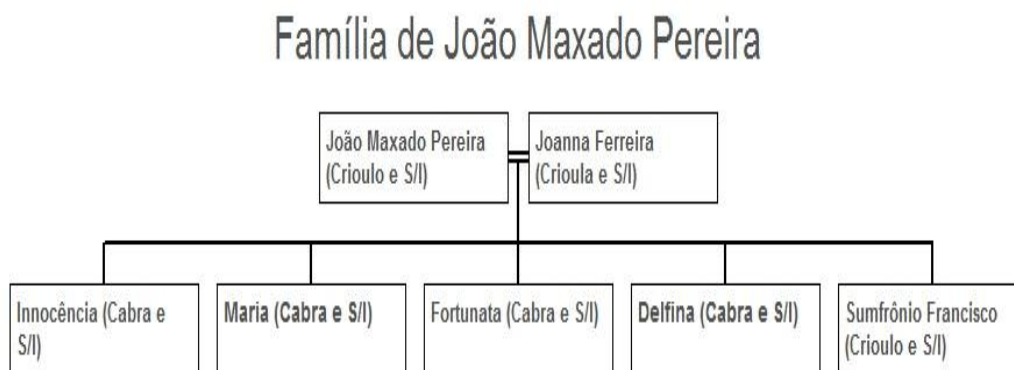 Família de João Maxado Pereira
João Maxado Pereira
(Crioulo e S/I)
Joanna Ferreira
(Crioula e S/I)
Innocência (Cabra e
S/I)
Maria (Cabra e S/I)
Fortunata (Cabra e S/I)
Delfina (Cabra e S/I)
Sumfrônio Francisco
(Crioulo e S/I)